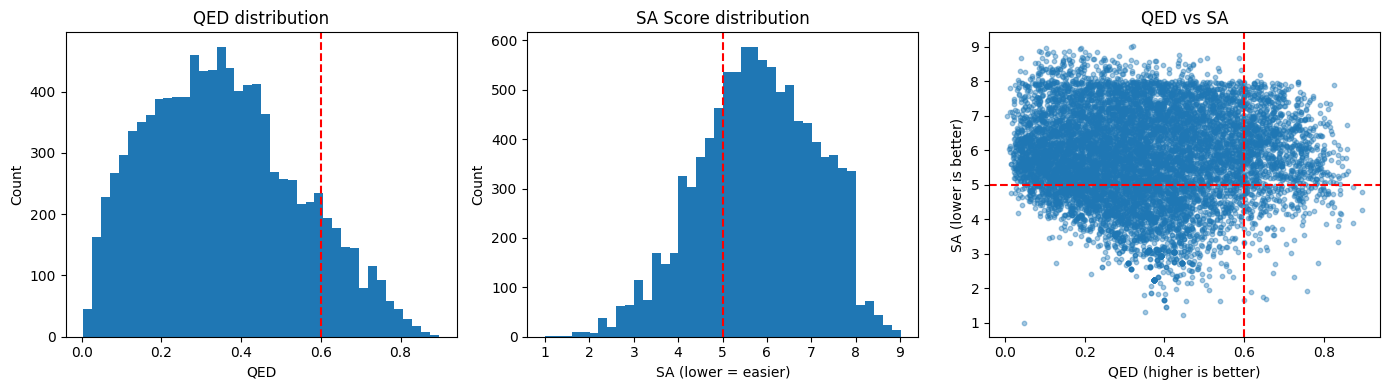 QED distribution
SA Score distribution
QED vs SA
Count
400
300
200
100
0
0.0 0.2 0.4 0.6 0.8
QED
Count
600
500
400
300
200
100
0
1 2 3 4 5 6 7 8 9
SA (lower = easier)
SA (lower is better)
9
8
7
6
5
4
3
2
1
0.0 0.2 0.4 0.6 0.8
QED (higher is better)